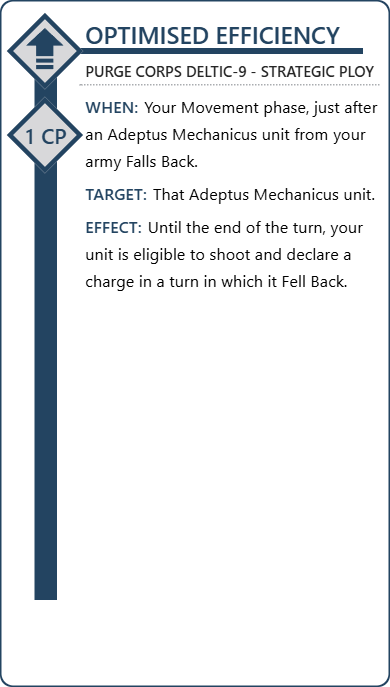 OPTIMISED EFFICIENCY
PURGE CORPS DELTIC-9 - STRATEGIC PLOY
1 CP
WHEN: Your Movement phase, just after
an Adeptus Mechanicus unit from your
army Falls Back.
TARGET: That Adeptus Mechanicus unit.
EFFECT: Until the end of the turn, your
unit is eligible to shoot and declare a
charge in a turn in which it Fell Back.